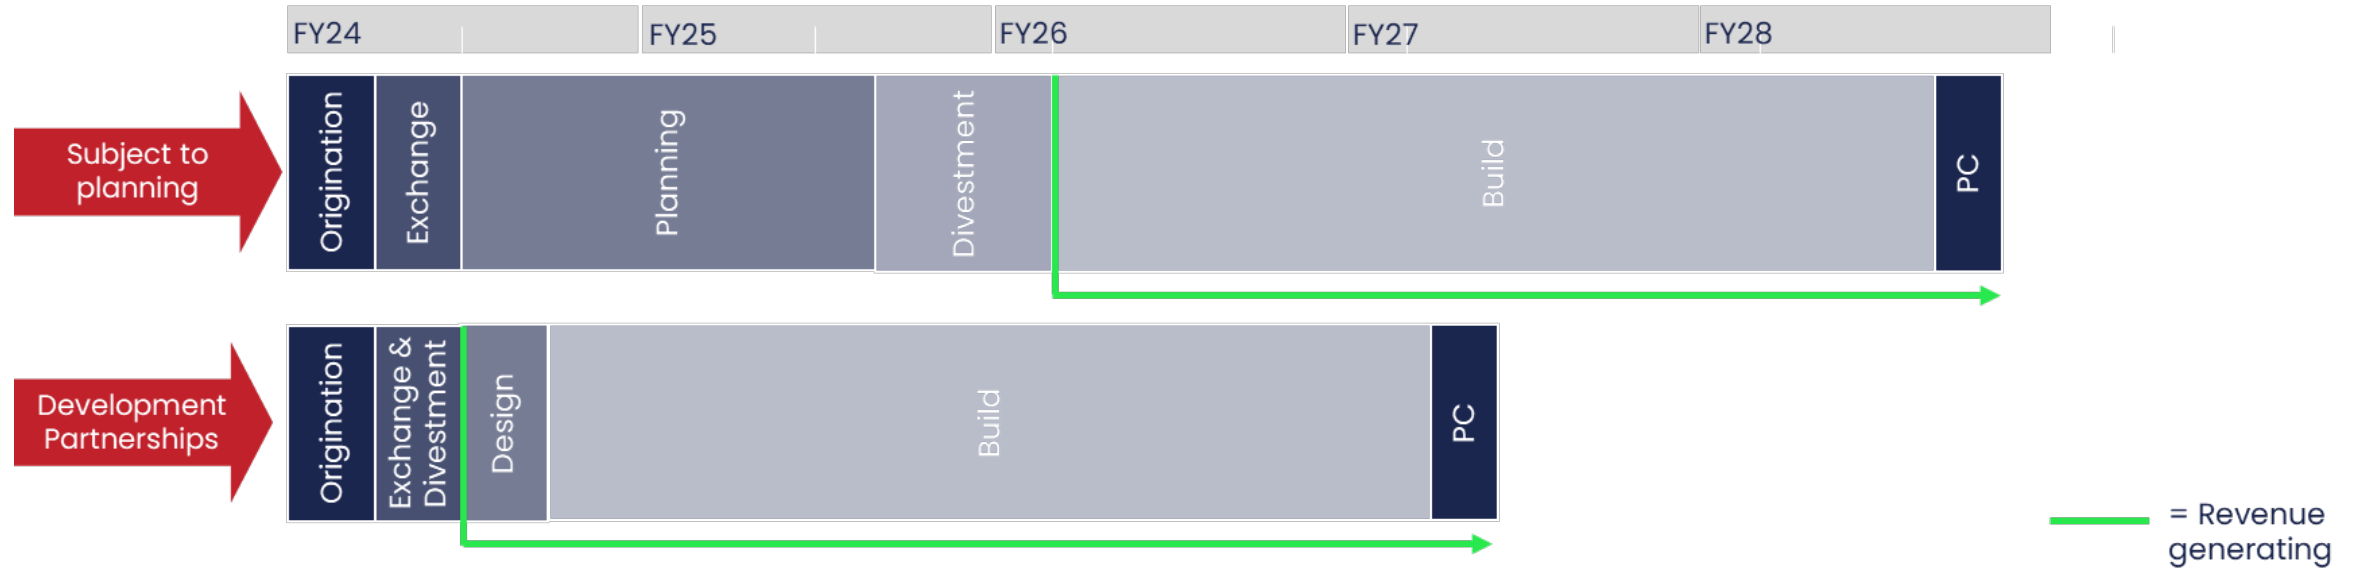 FY24
FY25
FY26
FY27
FY28
Subject to
planning
Origination
Exchange
Planning
Divestment
Build
PC
Development
Partnerships
Origination
Exchange &
Divestment
Design
Build
PC
= Revenue
generating